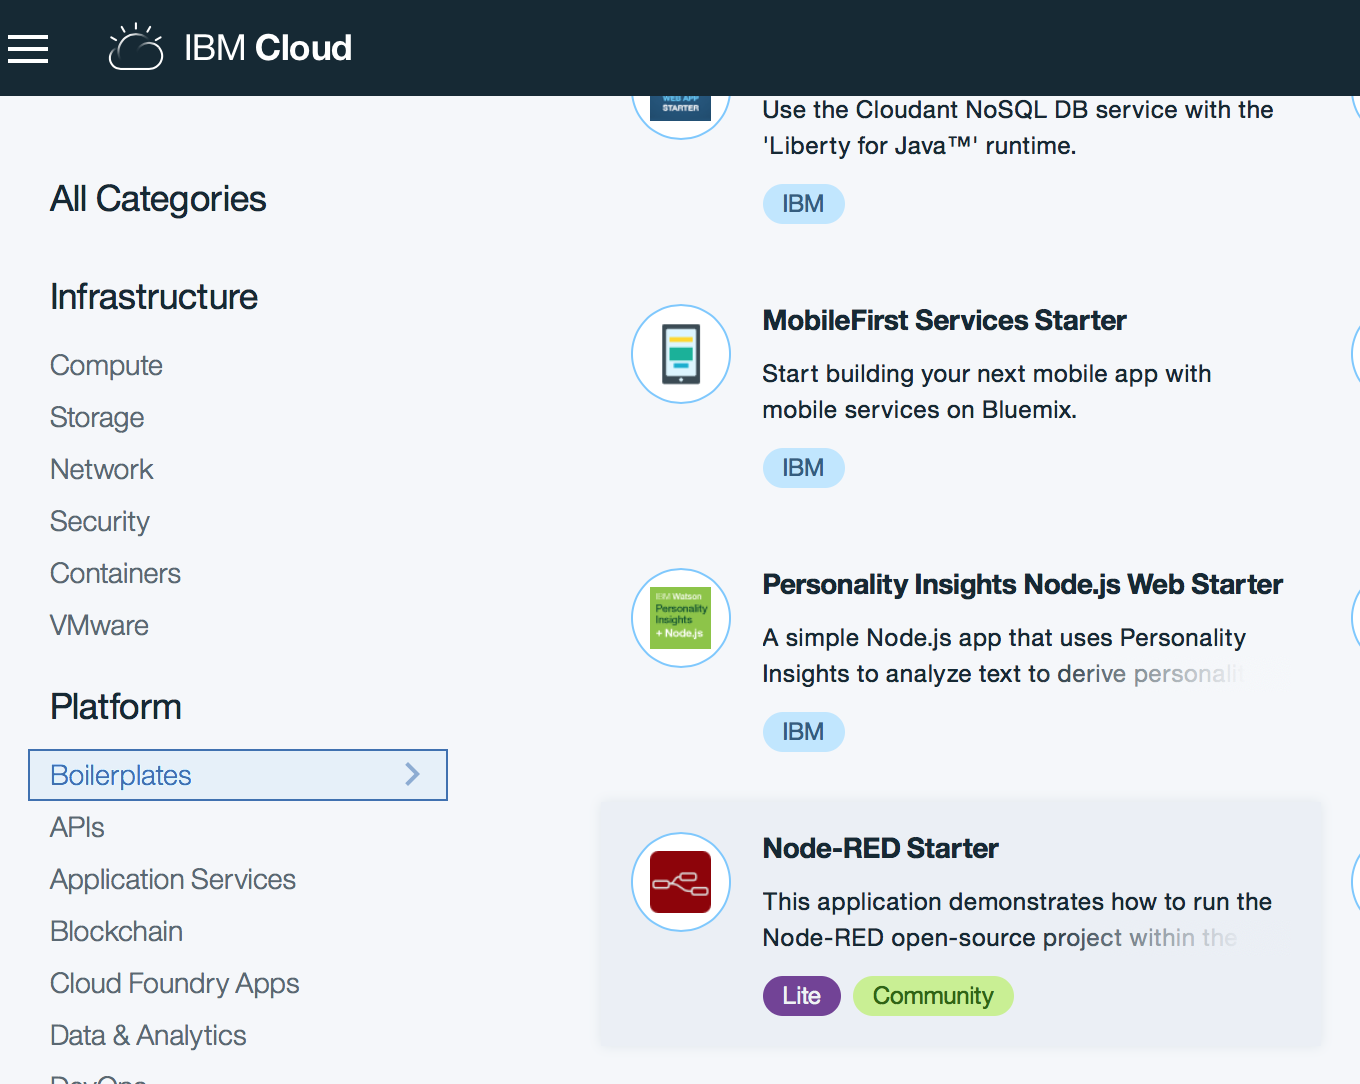 IBM Cloud
All Categories
Infrastructure
Compute
Storage
Network
Security
Containers
VMware
Platform
Boilerplates
APIs
Application Services
Blockchain
Cloud Foundry Apps
Data & Analytics
DevOps
WEB APP
STARTER
Use the Cloudant NoSQL DB service with the
'Liberty for Java™' runtime.
IBM
MobileFirst Services Starter
Start building your next mobile app with
mobile services on Bluemix.
IBM
IBM Watson
Personality
Insights
+ Node.js
Personality Insights Node.js Web Starter
A simple Node.js app that uses Personality
Insights to analyze text to derive personalit
IBM
Node-RED Starter
This application demonstrates how to run the
Node-RED open-source project within the
Lite
Community